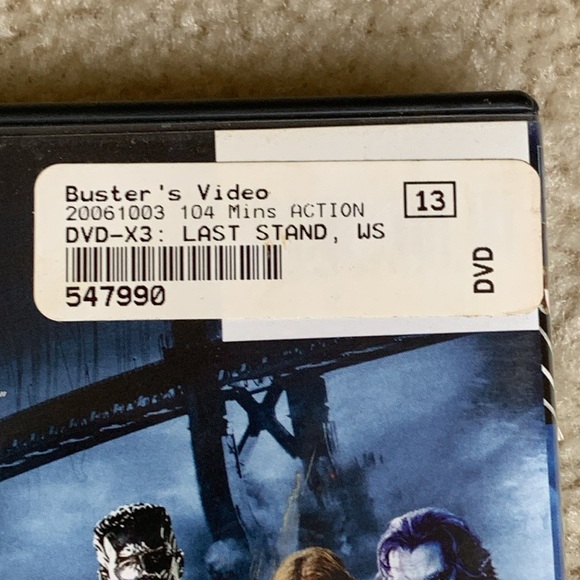 Buster's Video
20061003 104 Mins ACTION
13
DVD-X3: LAST STAND, WS
547990
DVD